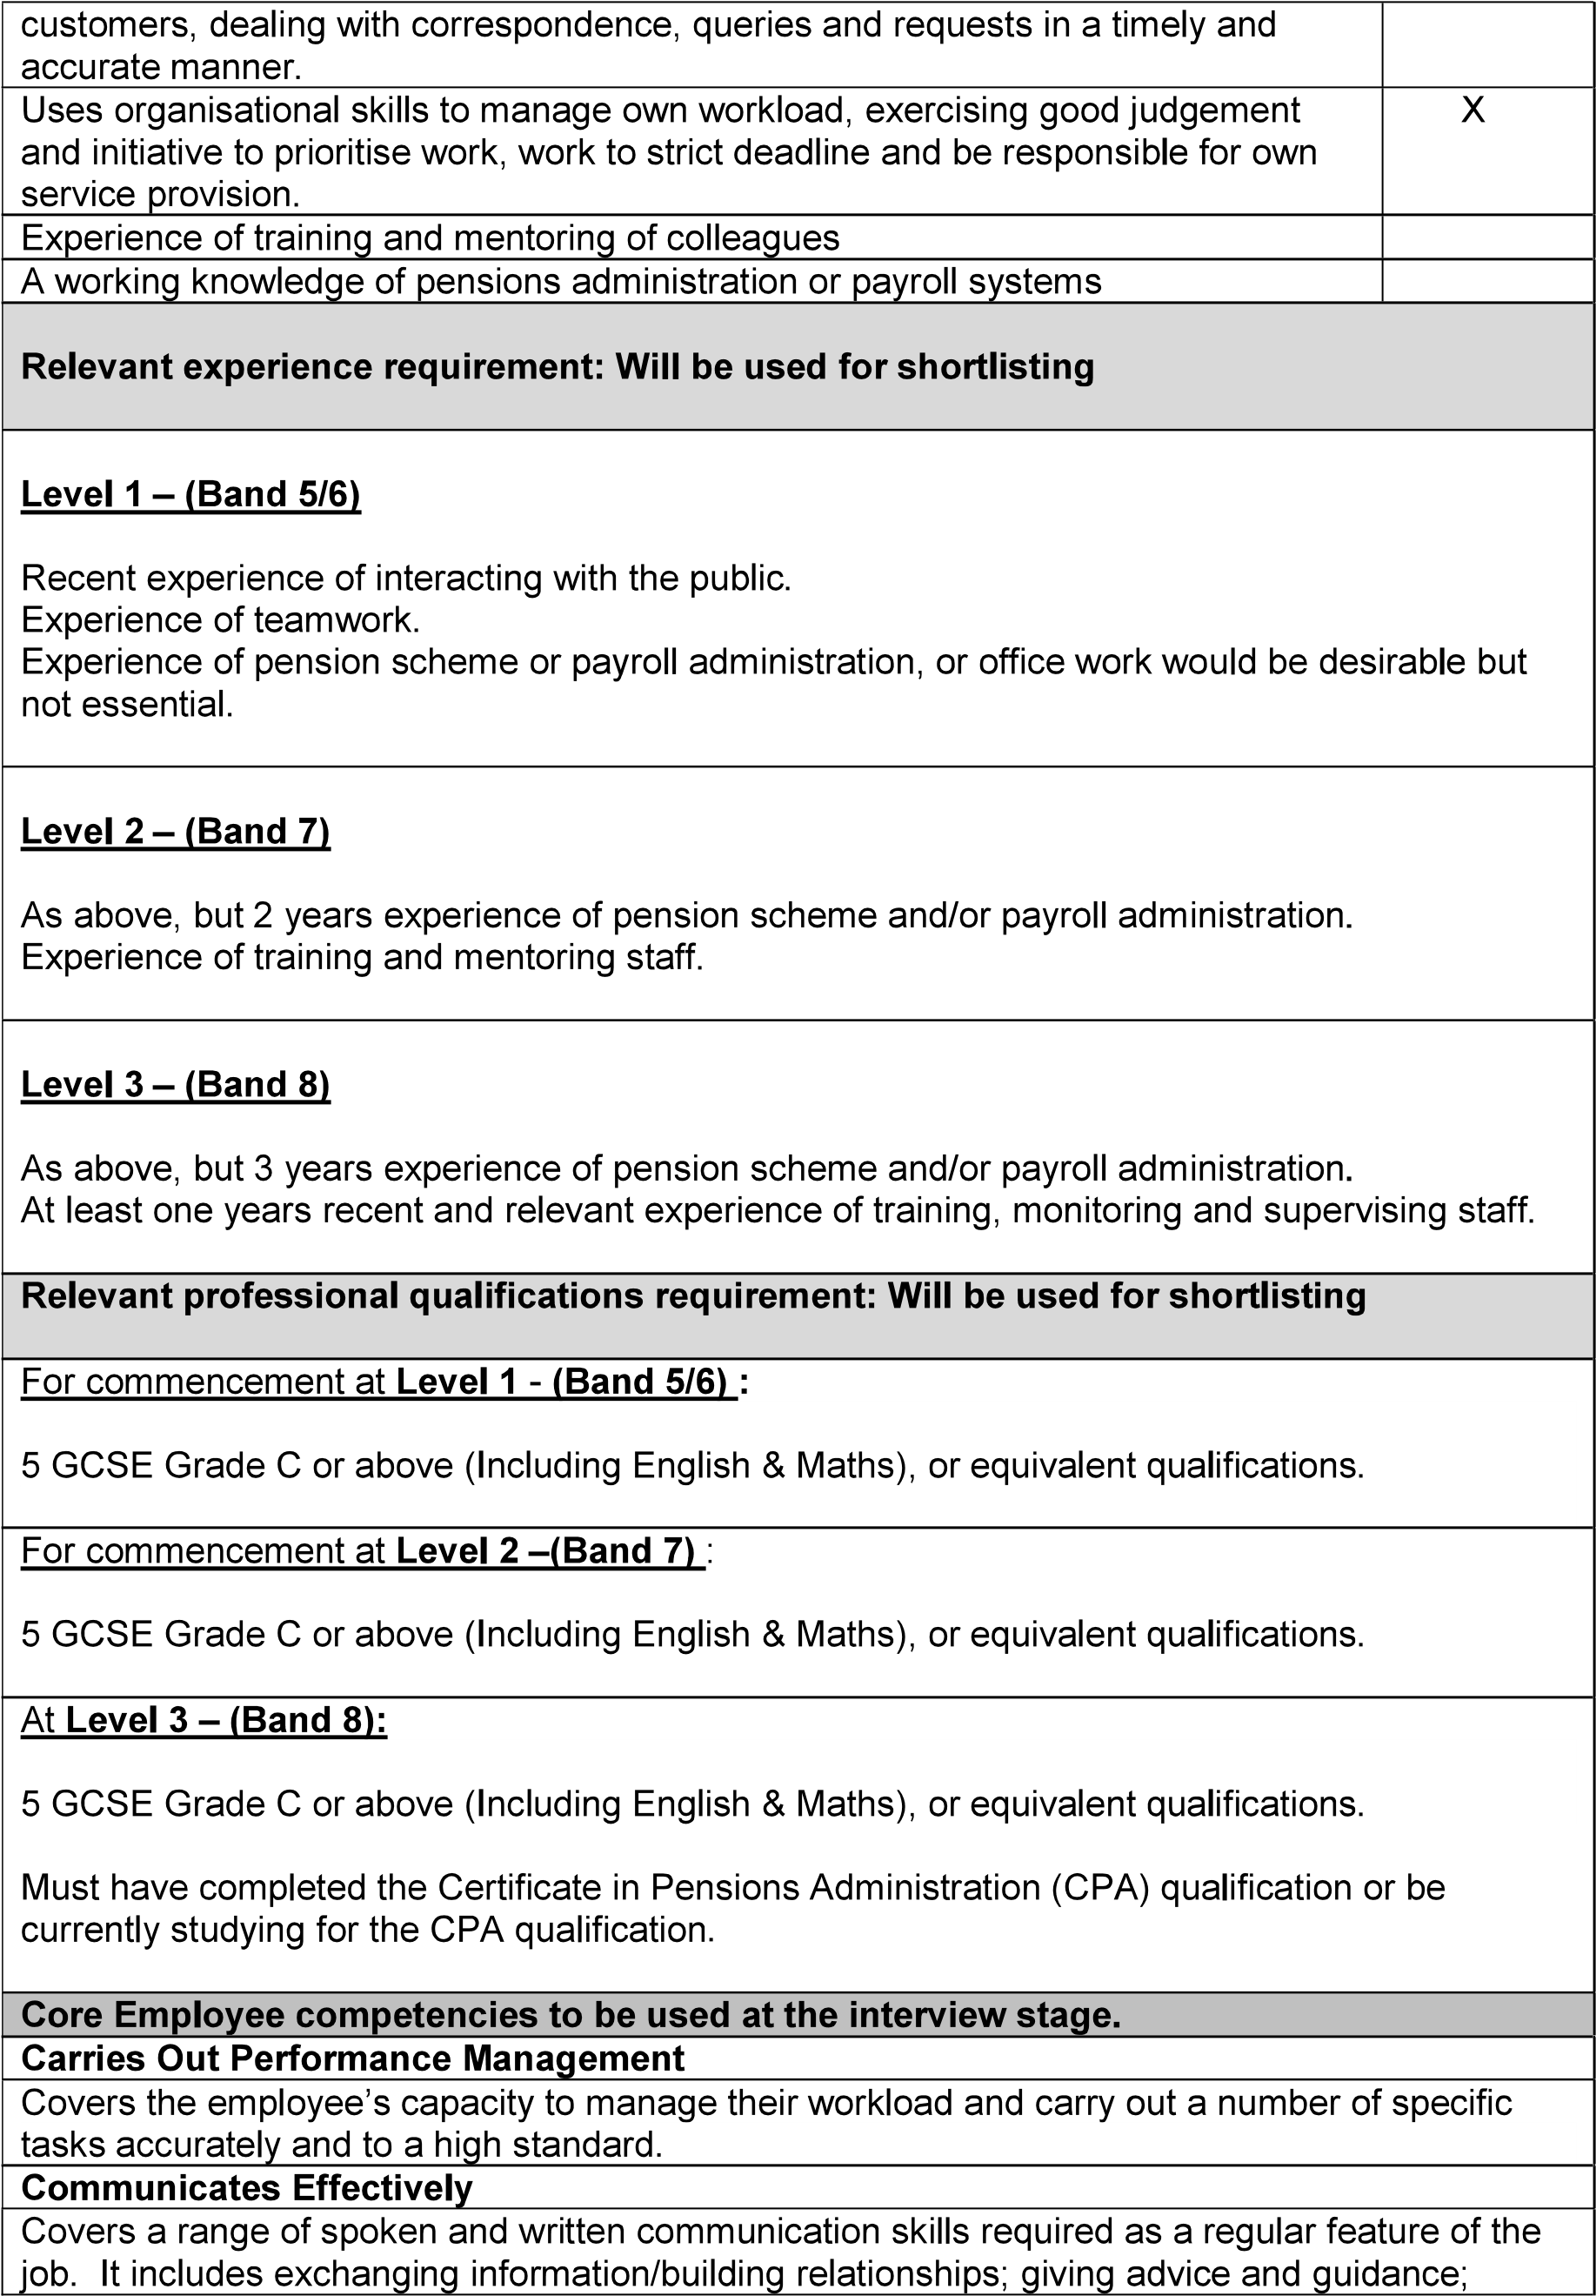 customers, dealing with correspondence, queries and requests in a timely and
accurate manner.
Uses organisational skills to manage own workload, exercising good judgement
and initiative to prioritise work, work to strict deadline and be responsible for own
service provision.
X
Experience of training and mentoring of colleagues
A working knowledge of pensions administration or payroll systems
Relevant experience requirement: Will be used for shortlisting
Level 1 – (Band 5/6)
Recent experience of interacting with the public.
Experience of teamwork.
Experience of pension scheme or payroll administration, or office work would be desirable but
not essential.
Level 2 – (Band 7)
As above, but 2 years experience of pension scheme and/or payroll administration.
Experience of training and mentoring staff.
Level 3 – (Band 8)
As above, but 3 years experience of pension scheme and/or payroll administration.
At least one years recent and relevant experience of training, monitoring and supervising staff.
Relevant professional qualifications requirement: Will be used for shortlisting
For commencement at Level 1 - (Band 5/6) :
5 GCSE Grade C or above (Including English & Maths), or equivalent qualifications.
For commencement at Level 2 –(Band 7) :
5 GCSE Grade C or above (Including English & Maths), or equivalent qualifications.
At Level 3 – (Band 8):
5 GCSE Grade C or above (Including English & Maths), or equivalent qualifications.
Must have completed the Certificate in Pensions Administration (CPA) qualification or be
currently studying for the CPA qualification.
Core Employee competencies to be used at the interview stage.
Carries Out Performance Management
Covers the employee’s capacity to manage their workload and carry out a number of specific
tasks accurately and to a high standard.
Communicates Effectively
Covers a range of spoken and written communication skills required as a regular feature of the
job.  It includes exchanging information/building relationships; giving advice and guidance;